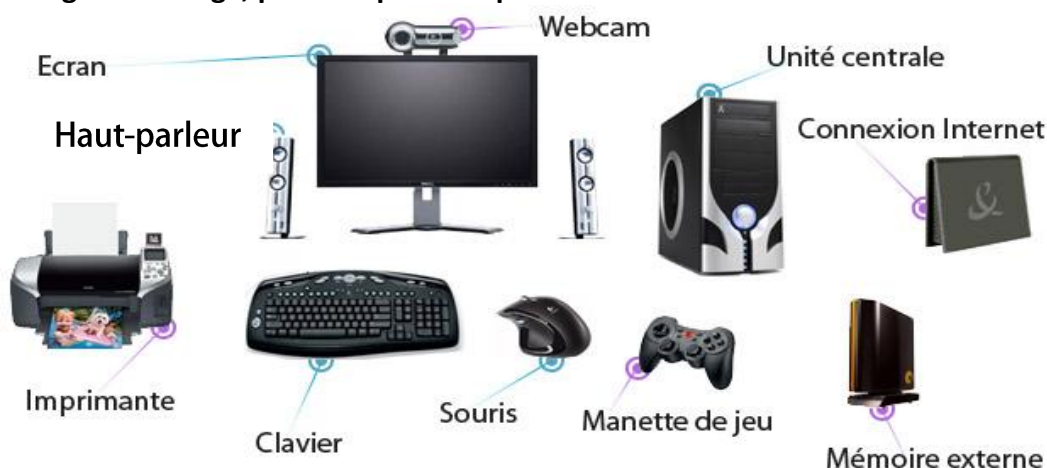 Webcam
Ecran
Unité centrale
Haut-parleur
Connexion Internet
Imprimante
Souris
Manette de jeu
Clavier
Mémoire externe